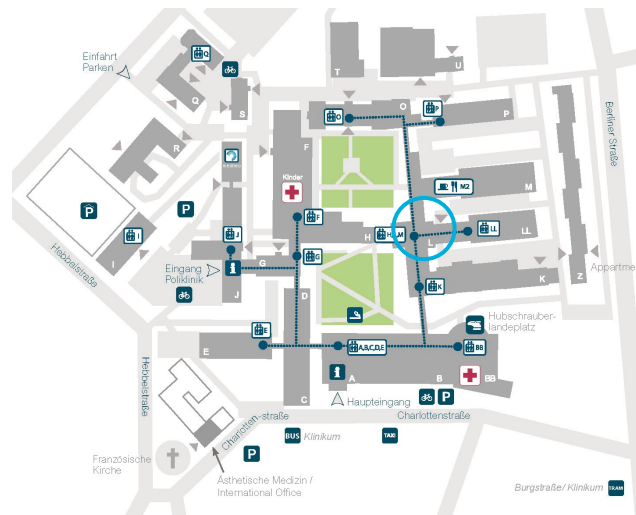 Einfahrt
Parken
Q
Q
T
U
S
O
O
P
P
F
R
Kinder
Berliner Straße
P
P
M2
M
F
H
L
LL
LL
I
I
J
G
G
Eingang
Poliklinik
i
J
D
K
K
Z
Apparteme
Hebbelstraße
Hubschrauber-
landeplatz
E
E
A,B,C,D,E
BB
i
A
B
BB
C
P
Haupteingang
Charlottenstraße
Hebbelstraße
Charlotten-straße
BUS Klinikum
TAXI
P
Französische
Kirche
Ästhetische Medizin /
International Office
Burgstraße/ Klinikum TRAM